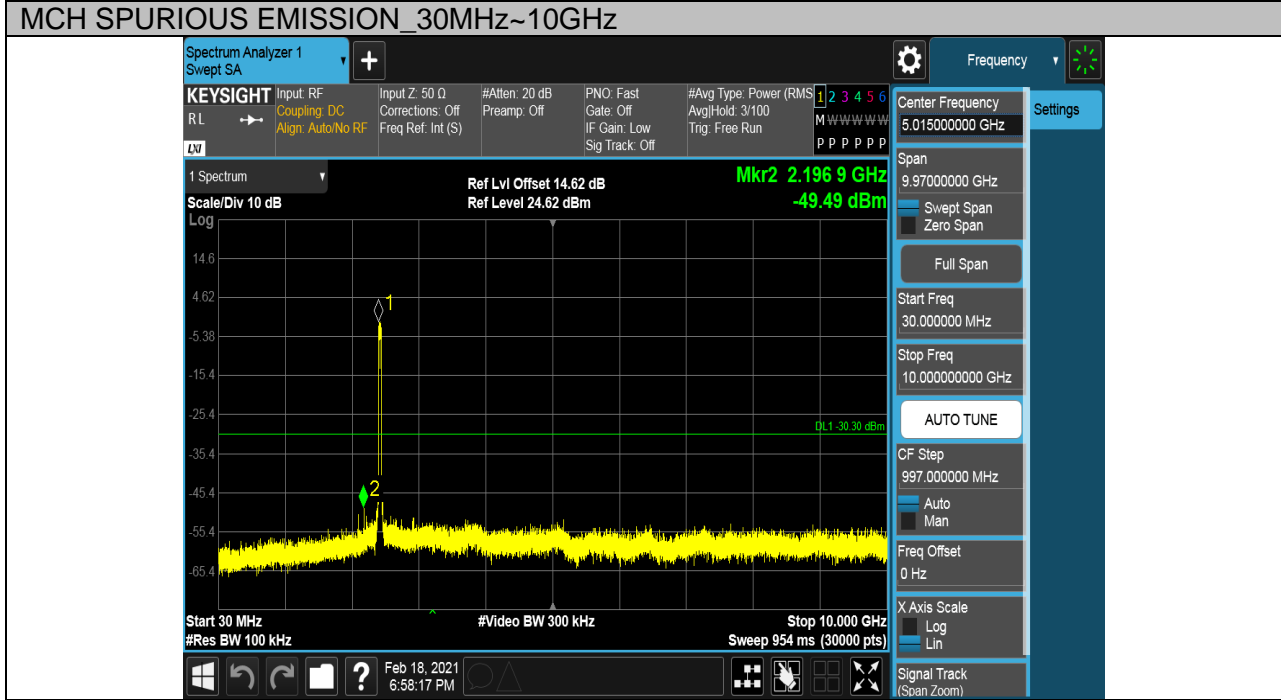 MCH SPURIOUS EMISSION_30MHz~10GHz
Spectrum Analyzer 1
Swept SA
+
Frequency
KEYSIGHT
R L
LXI
Input: RF
Coupling: DC
Align: Auto/No RF
Input Z: 50 Ω
Corrections: Off
Freq Ref: Int (S)
#Atten: 20 dB
Preamp: Off
PNO: Fast
Gate: Off
IF Gain: Low
Sig Track: Off
#Avg Type: Power (RMS
Avg|Hold: 3/100
Trig: Free Run
1 2 3 4 5 6
M W W W W W
P P P P P P
1 Spectrum
Scale/Div 10 dB
Ref Lvl Offset 14.62 dB
Ref Level 24.62 dBm
Mkr2 2.196 9 GHz
-49.49 dBm
Log
14.6
4.62
-5.38
-15.4
-25.4
-35.4
-45.4
-55.4
-65.4
1
2
DL1 -30.30 dBm
Start 30 MHz
#Res BW 100 kHz
#Video BW 300 kHz
Stop 10.000 GHz
Sweep 954 ms (30000 pts)
Center Frequency
5.015000000 GHz
Settings
Span
9.97000000 GHz
Swept Span
Zero Span
Full Span
Start Freq
30.000000 MHz
Stop Freq
10.000000000 GHz
AUTO TUNE
CF Step
997.000000 MHz
Auto
Man
Freq Offset
0 Hz
X Axis Scale
Log
Lin
Signal Track
(Span Zoom)
?
Feb 18, 2021
6:58:17 PM